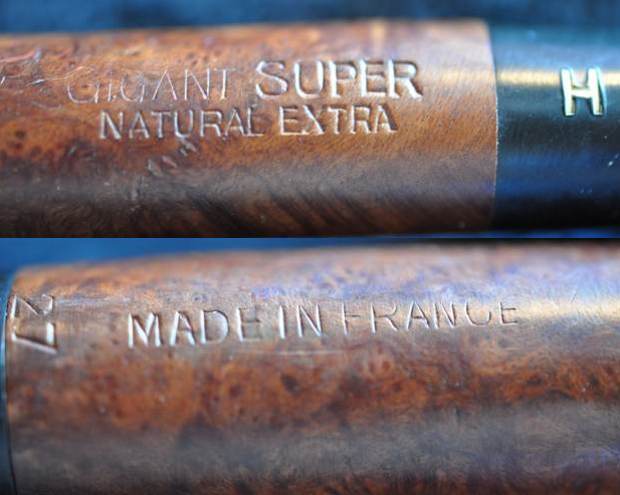 GIGANT SUPER
NATURAL EXTRA
H
MADE IN FRANCE